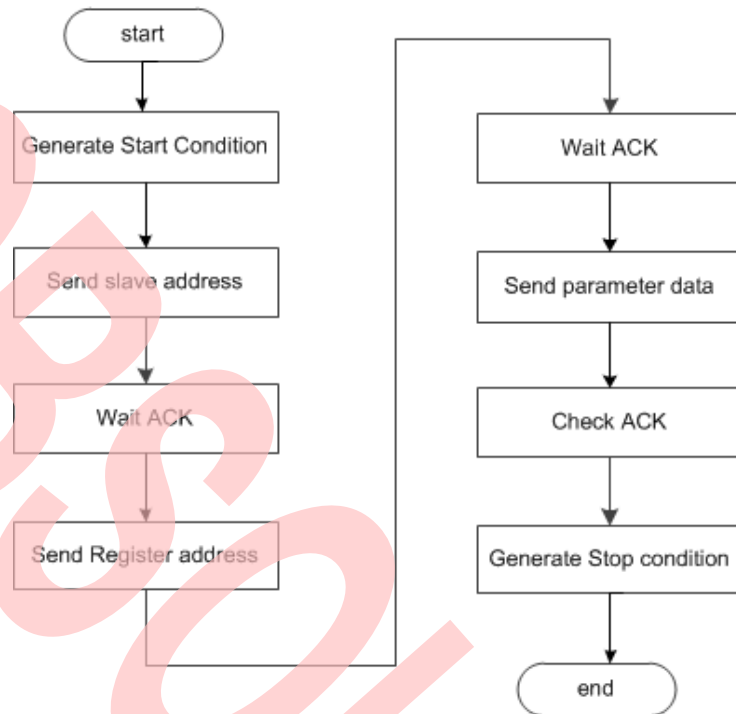 start
Generate Start Condition
Send slave address
Wait ACK
Send Register address
Wait ACK
Send parameter data
Check ACK
Generate Stop condition
end